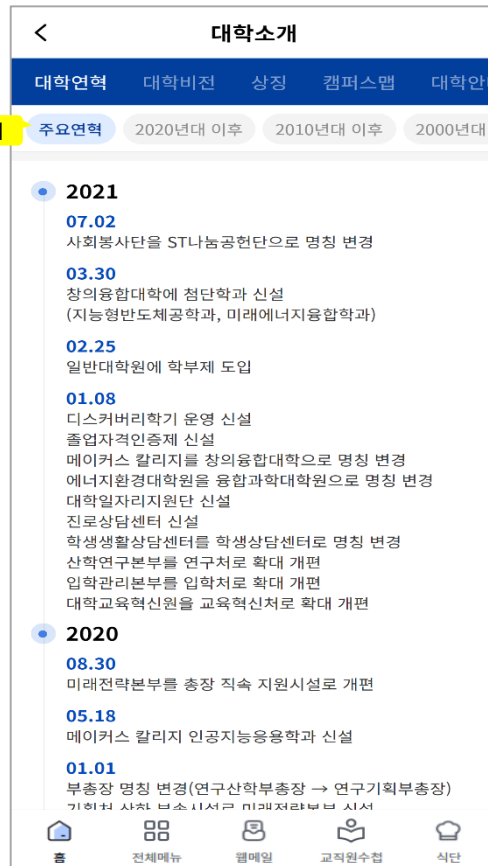 대학소개
대학연혁 대학비전 상징 캠퍼스맵 대학안
주요연혁 2020년대 이후 2010년대 이후 2000년대
2021
07.02
사회봉사단을 ST나눔공헌단으로 명칭 변경
03.30
창의융합대학에 첨단학과 신설
(지능형반도체공학과, 미래에너지융합학과)
02.25
일반대학원에 학부제 도입
01.08
디스커버리학기 운영 신설
졸업자격인증제 신설
메이커스 칼리지를 창의융합대학으로 명칭 변경
에너지환경대학원을 융합과학대학원으로 명칭 변경
대학일자리지원단 신설
진로상담센터 신설
학생생활상담센터를 학생상담센터로 명칭 변경
산학연구본부를 연구처로 확대 개편
입학관리본부를 입학처로 확대 개편
대학교육혁신원을 교육혁신처로 확대 개편
2020
08.30
미래전략본부를 총장 직속 지원시설로 개편
05.18
메이커스 칼리지 인공지능응용학과 신설
01.01
부총장 명칭 변경(연구산학부총장 → 연구기획부총장)
홈 전체메뉴 웹메일 교직원수첩 식단